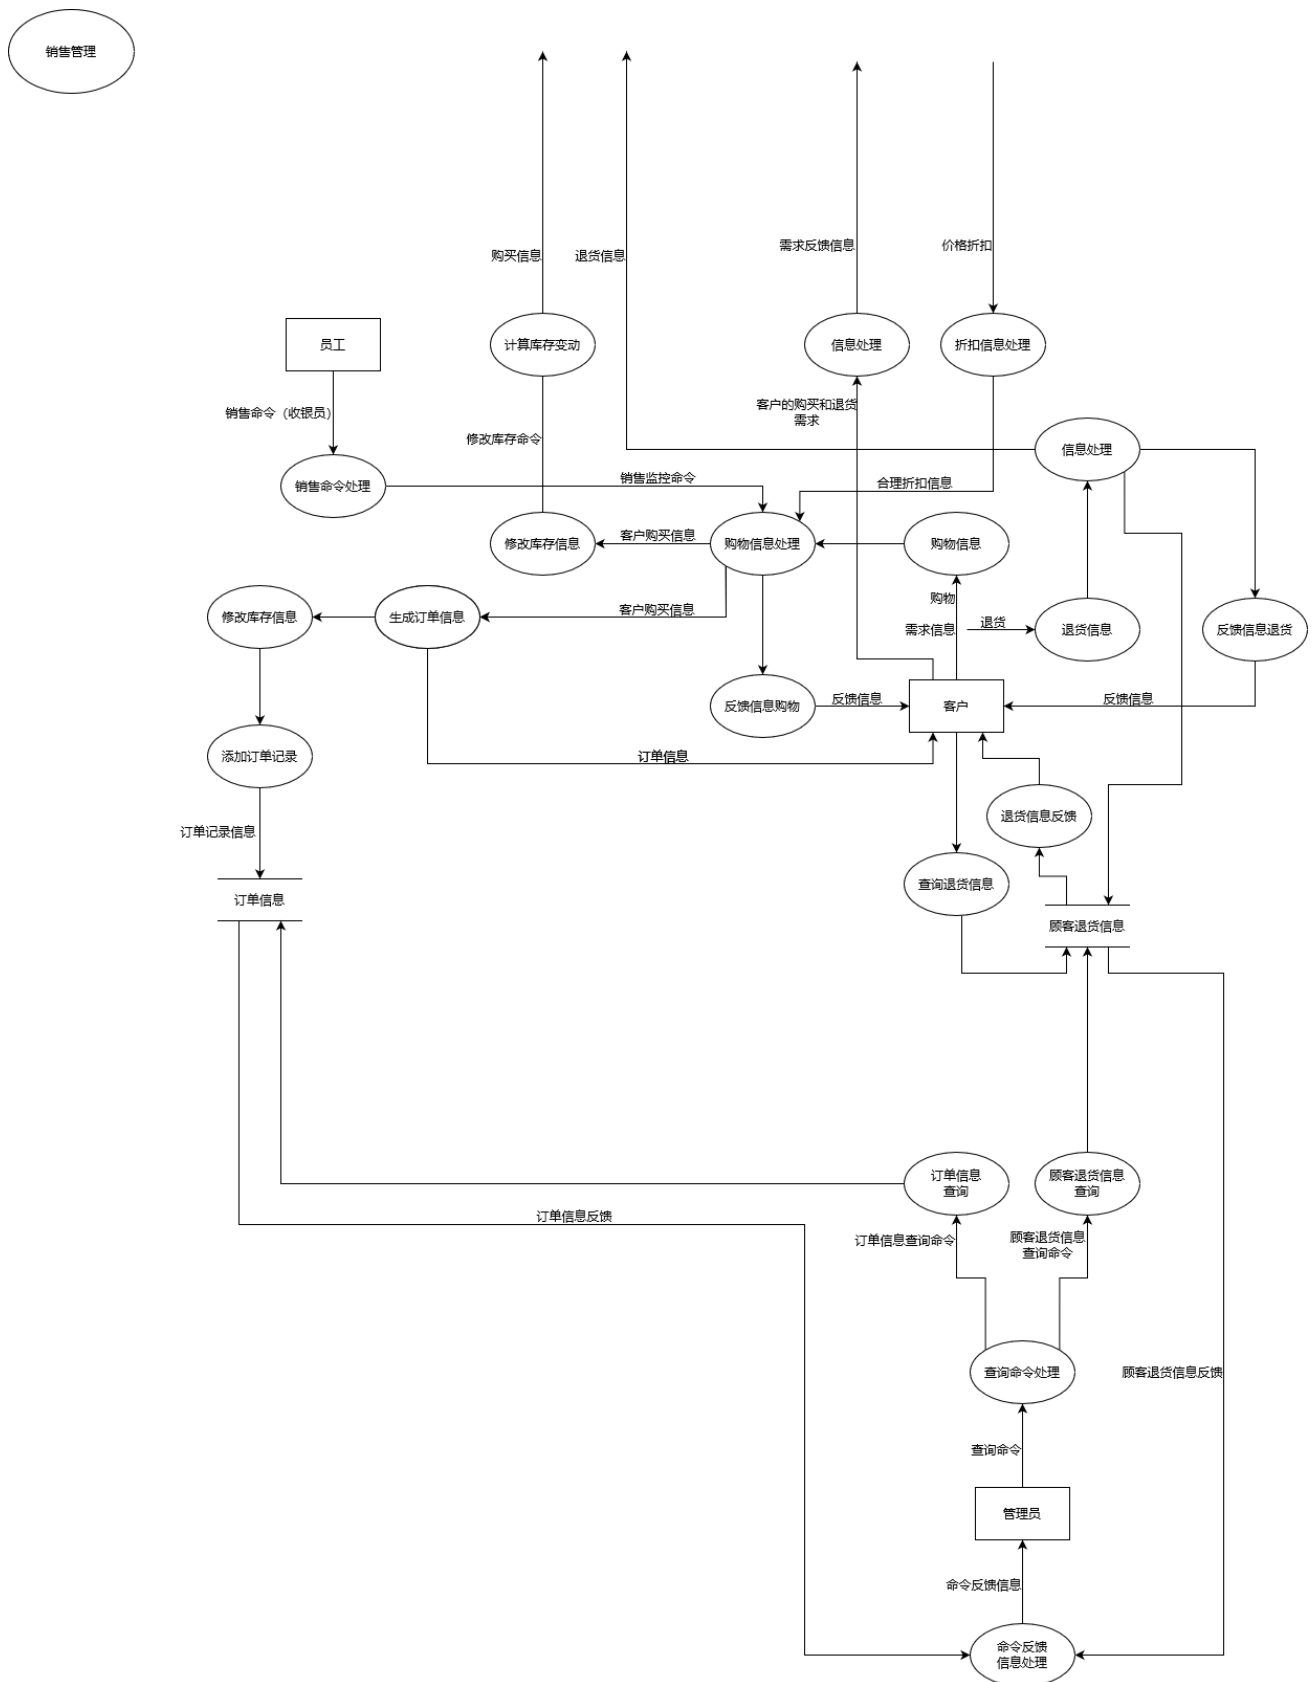 销售管理
需求反馈信息
价格折扣
购买信息
退货信息
员工
计算库存变动
信息处理
折扣信息处理
客户的购买和退货
需求
销售命令（收银员）
修改库存命令
信息处理
销售监控命令
合理折扣信息
销售命令处理
客户购买信息
修改库存信息
购物信息处理
购物信息
购物
客户购买信息
修改库存信息
生成订单信息
需求信息
退货
退货信息
反馈信息退货
反馈信息购物
反馈信息
客户
反馈信息
添加订单记录
订单信息
退货信息反馈
订单记录信息
查询退货信息
订单信息
顾客退货信息
订单信息
查询
顾客退货信息
查询
订单信息反馈
订单信息查询命令
顾客退货信息
查询命令
查询命令处理
顾客退货信息反馈
查询命令
管理员
命令反馈信息
命令反馈
信息处理